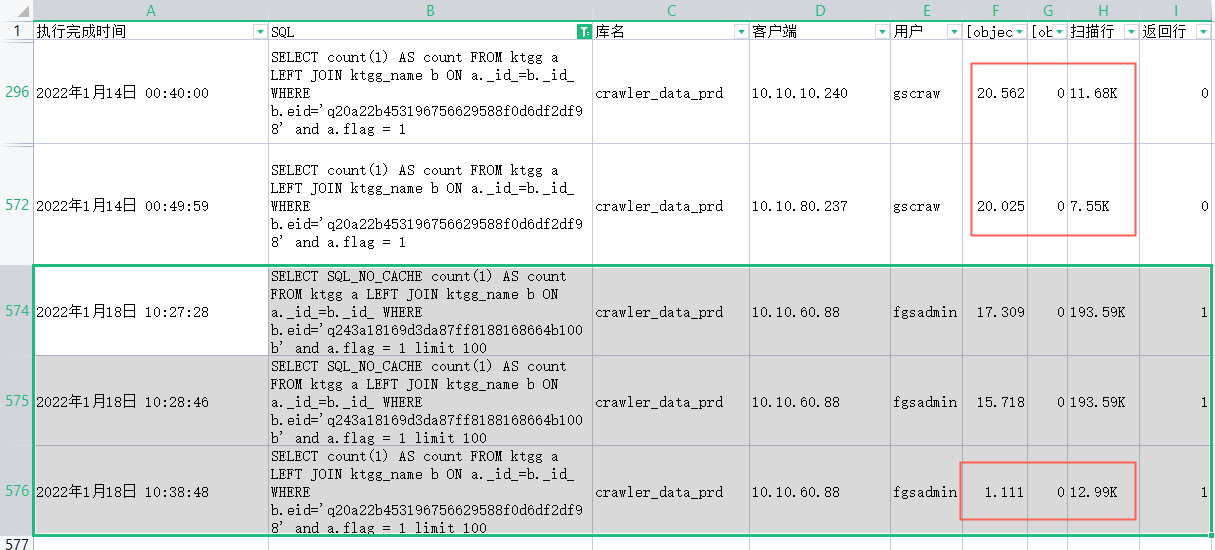 A B C D E F G H I
1 执行完成时间 SQL 库名 客户端 用户 [objec [ob 扫描行 返回行
SELECT count(1) AS count FROM ktgg a
LEFT JOIN ktgg_name b ON a._id_=b._id_
296 2022年1月14日 00:40:00 WHERE crawler_data_prd 10.10.10.240 gscraw 20.562 0 11.68K 0
b.eid='q20a22b453196756629588f0d6df2df9
8' and a.flag = 1
SELECT count(1) AS count FROM ktgg a
LEFT JOIN ktgg_name b ON a._id_=b._id_
572 2022年1月14日 00:49:59 WHERE crawler_data_prd 10.10.80.237 gscraw 20.025 0 7.55K 0
b.eid='q20a22b453196756629588f0d6df2df9
8' and a.flag = 1
SELECT SQL_NO_CACHE count(1) AS count
FROM ktgg a LEFT JOIN ktgg_name b ON
574 2022年1月18日 10:27:28 a._id_=b._id_ WHERE crawler_data_prd 10.10.60.88 fgsadmin 17.309 0 193.59K 1
b.eid='q243a18169d3da87ff8188168664b100
b' and a.flag = 1 limit 100
SELECT SQL_NO_CACHE count(1) AS count
FROM ktgg a LEFT JOIN ktgg_name b ON
575 2022年1月18日 10:28:46 a._id_=b._id_ WHERE crawler_data_prd 10.10.60.88 fgsadmin 15.718 0 193.59K 1
b.eid='q243a18169d3da87ff8188168664b100
b' and a.flag = 1 limit 100
SELECT count(1) AS count FROM ktgg a
LEFT JOIN ktgg_name b ON a._id_=b._id_
576 2022年1月18日 10:38:48 WHERE crawler_data_prd 10.10.60.88 fgsadmin 1.111 0 12.99K 1
b.eid='q20a22b453196756629588f0d6df2df9
8' and a.flag = 1 limit 100
577